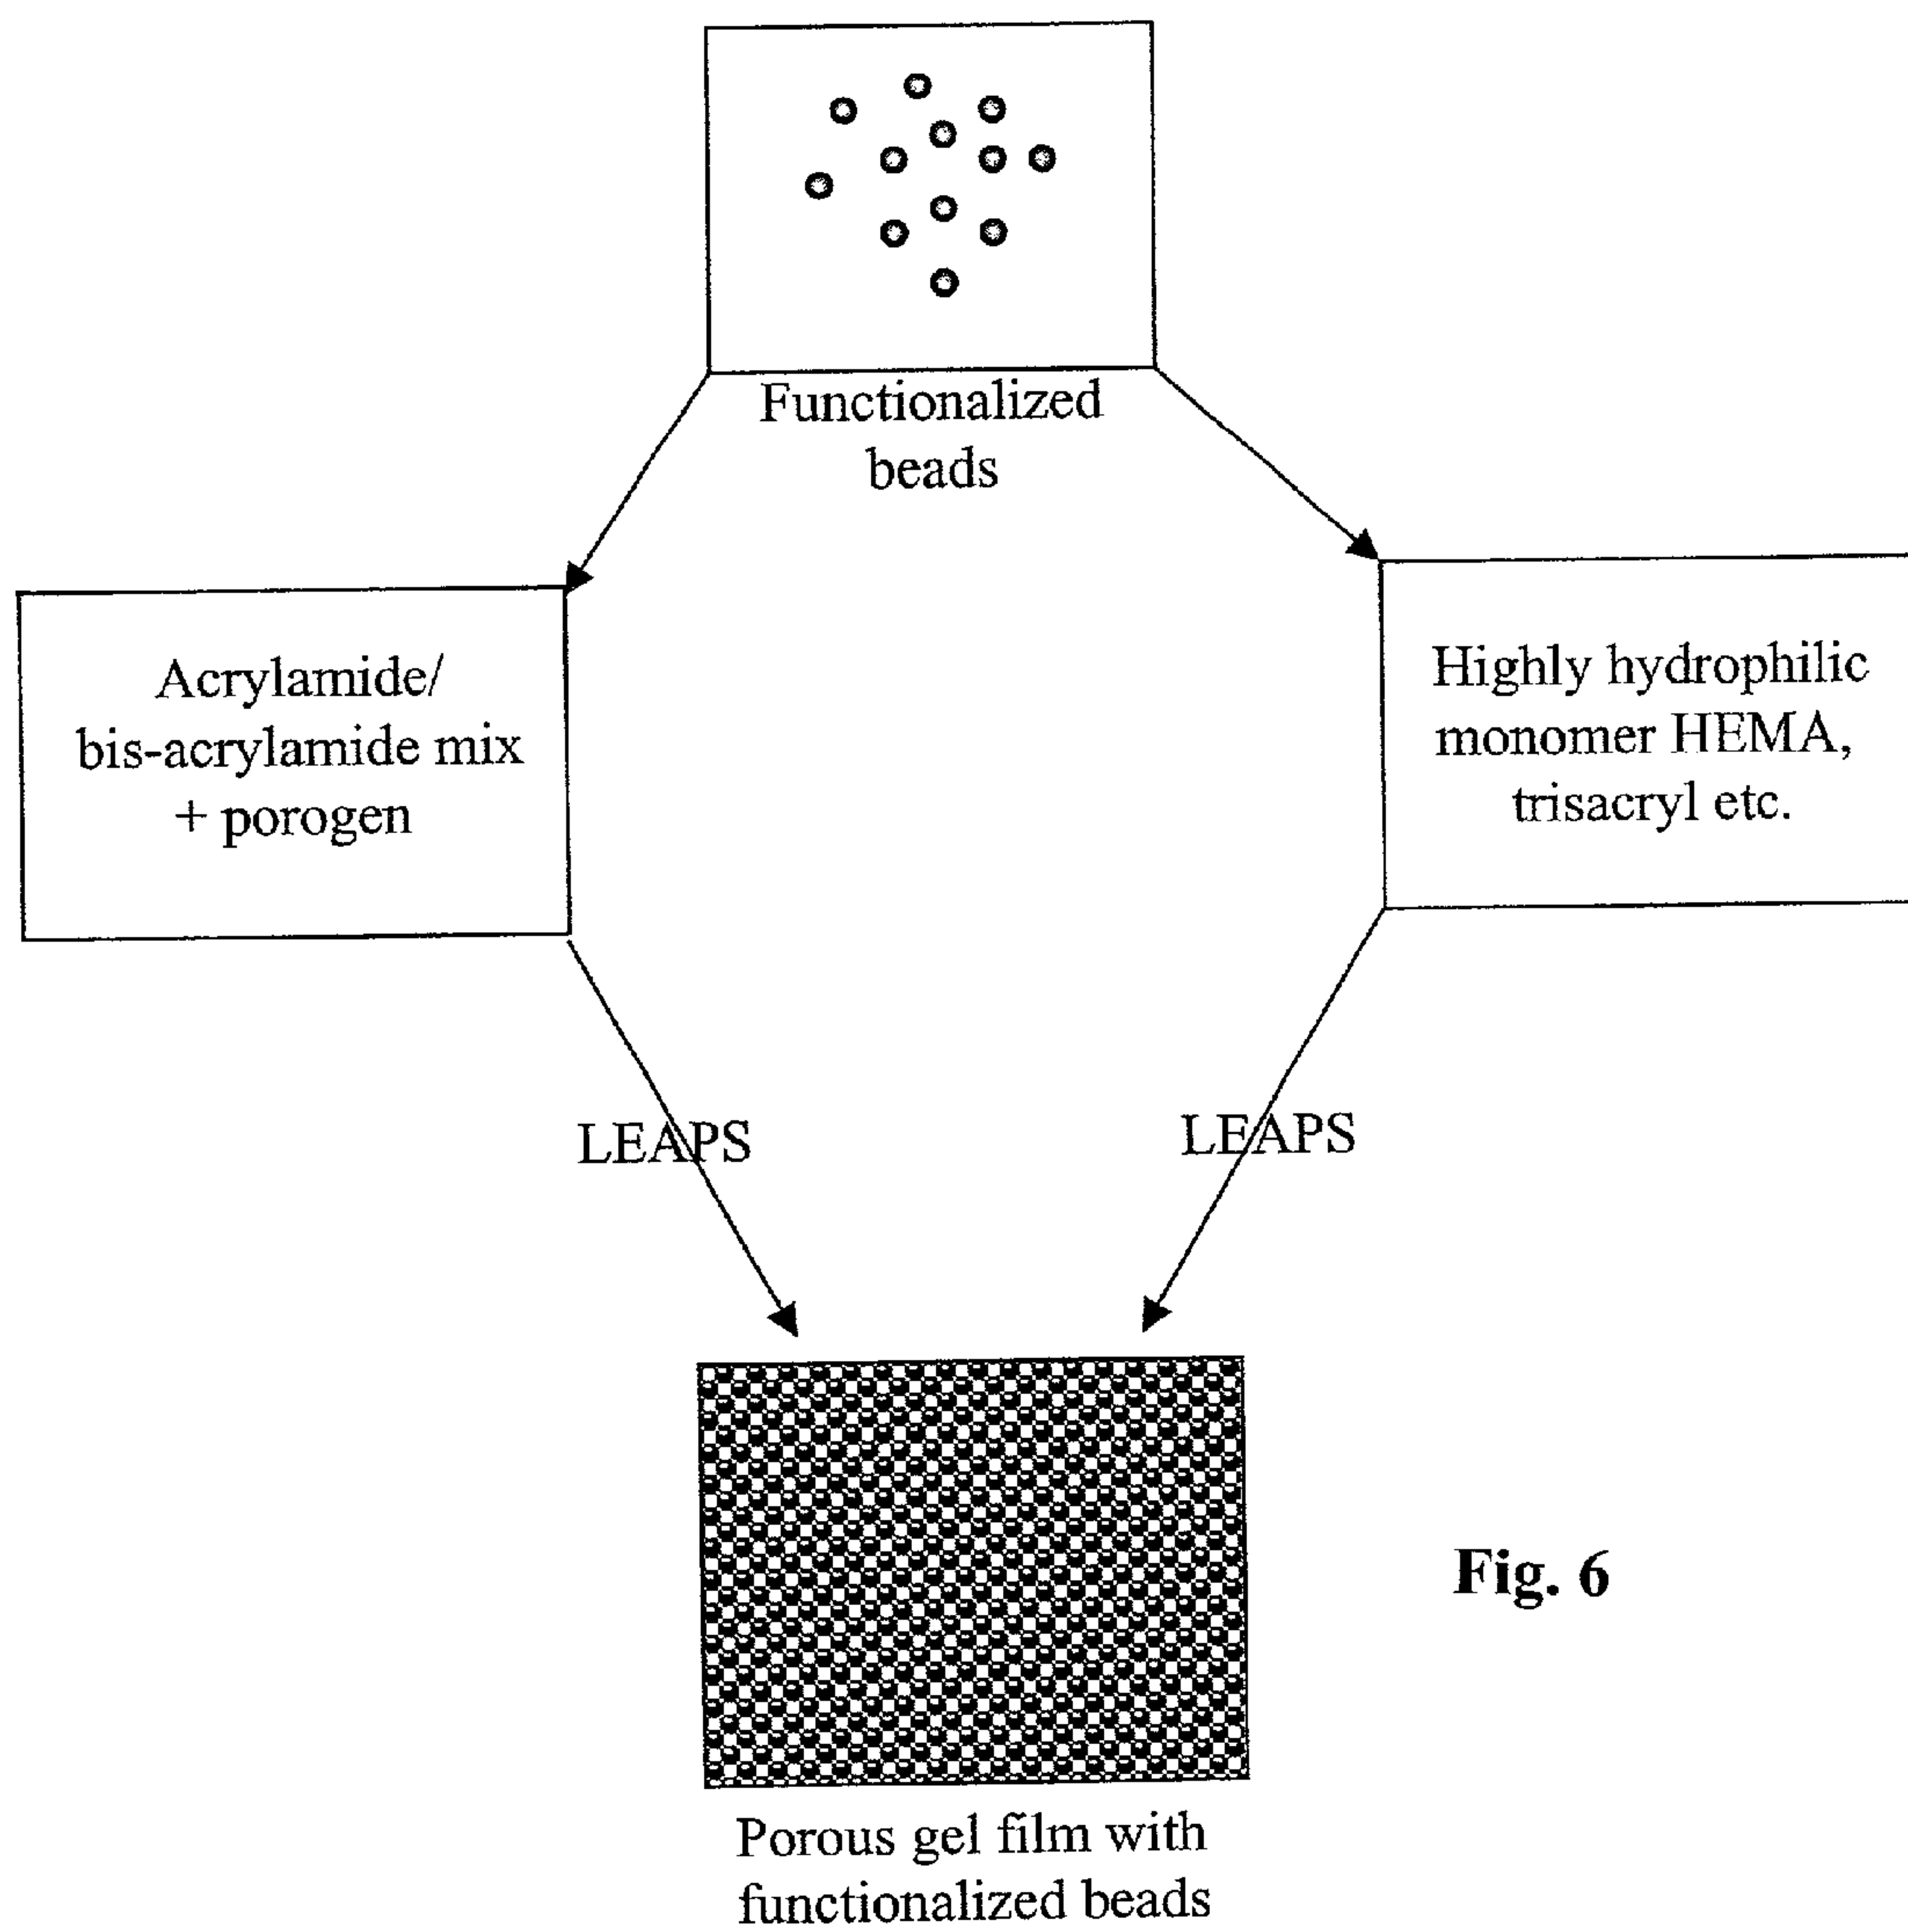 Functionalized
beads
Acrylamide/
bis-acrylamide mix
+ porogen
Highly hydrophilic
monomer HEMA,
trisacryl etc.
LEAPS
LEAPS
Fig. 6
Porous gel film with
functionalized beads